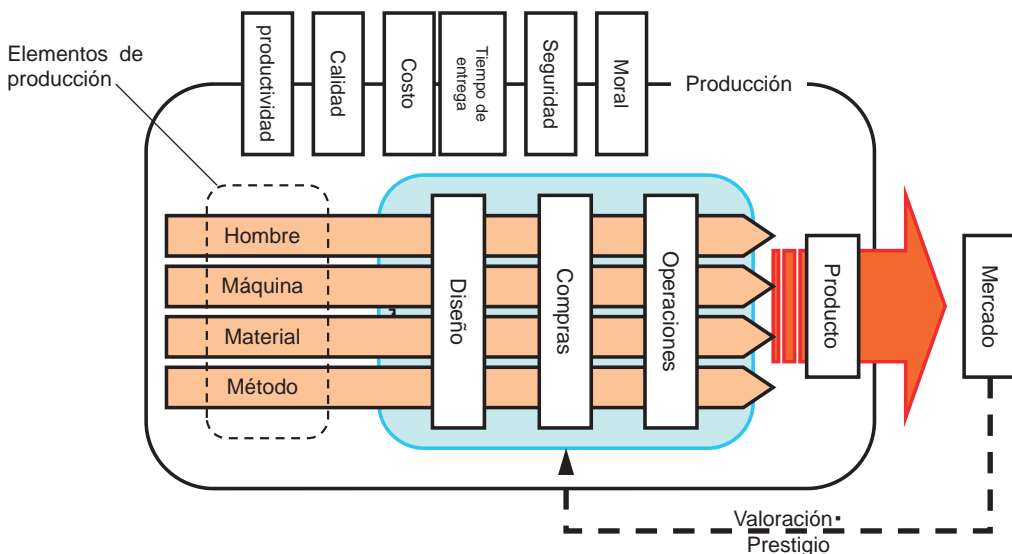 Elementos de
producción
productividad
Calidad
Costo
Tiempo de
entrega
Seguridad
Moral
Producción
Hombre
Máquina
Material
Método
Diseño
Compras
Operaciones
Producto
Mercado
Valoración·
Prestigio